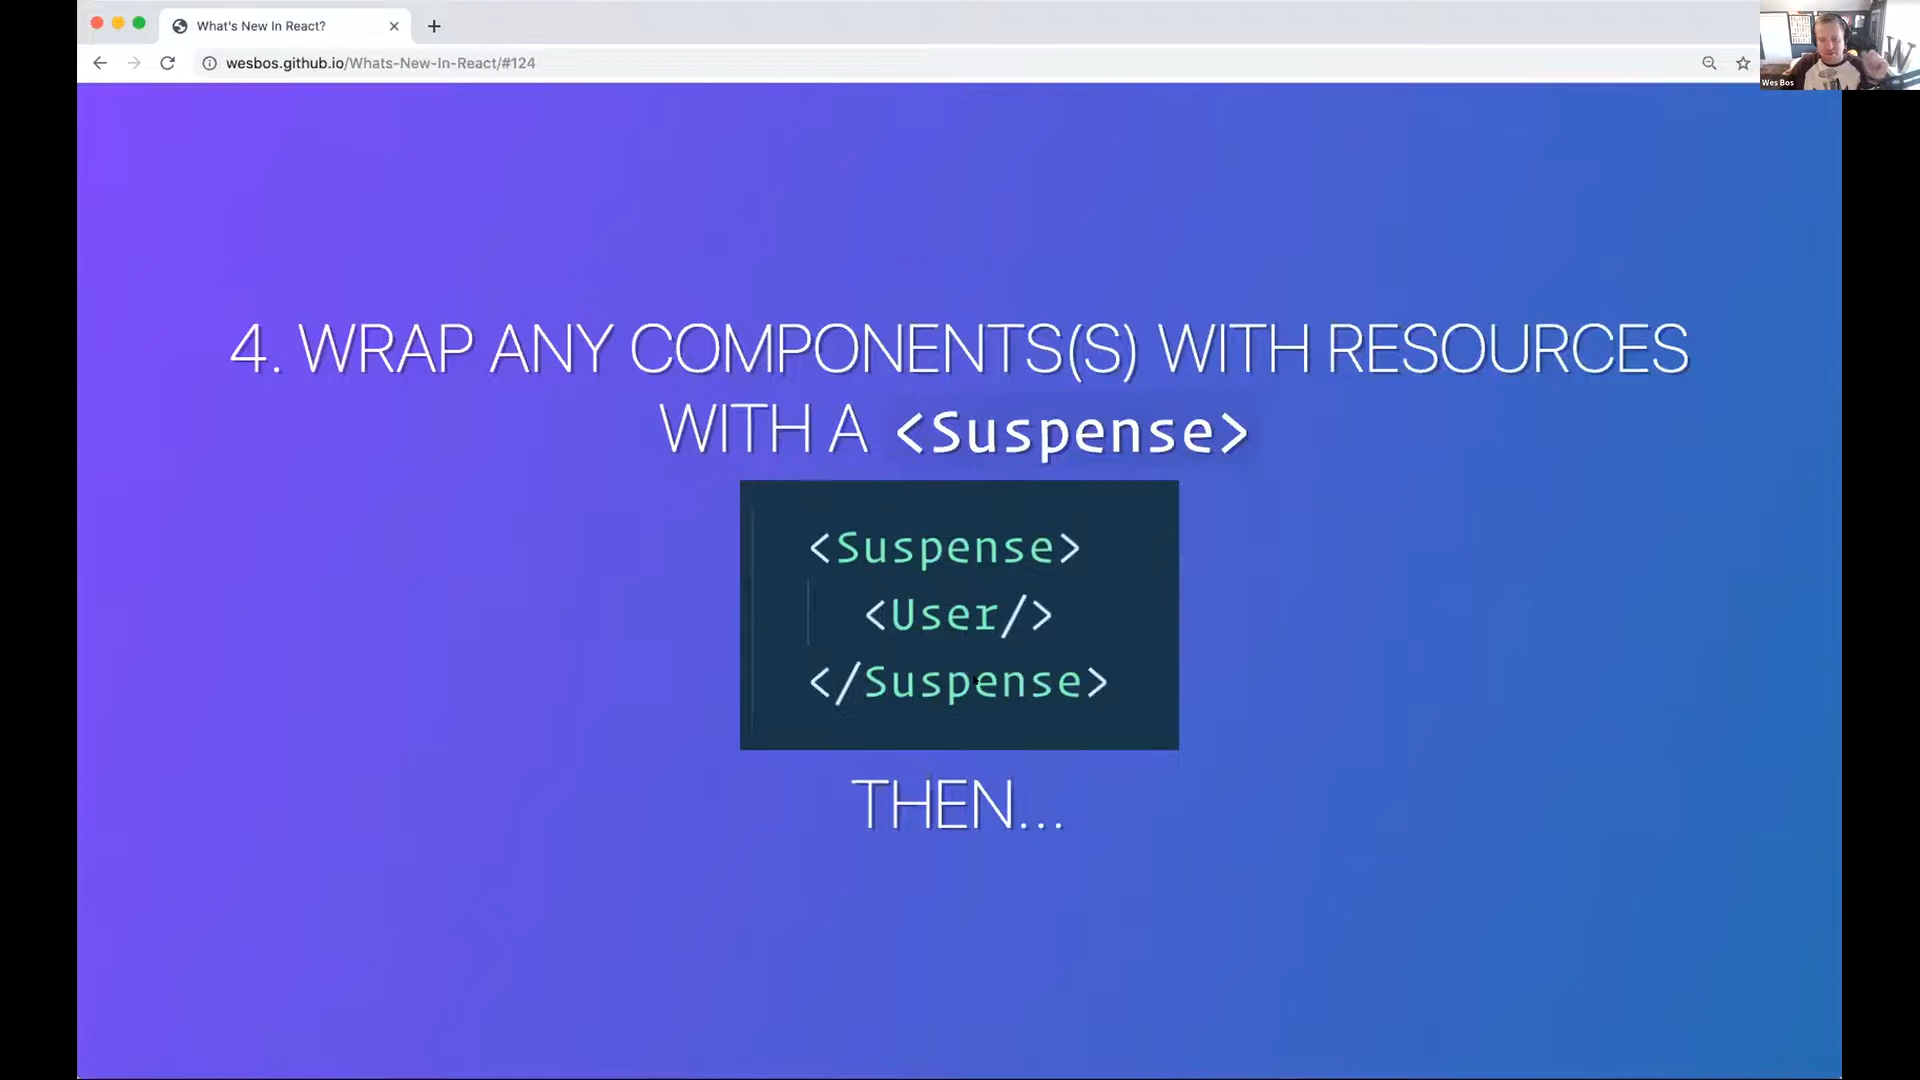 What's New In React?
wesbos.github.io/Whats-New-In-React/#124
W
Wes Bos
4. WRAP ANY COMPONENTS(S) WITH RESOURCES
WITH A <Suspense>
<Suspense>
<User/>
</Suspense>
THEN...